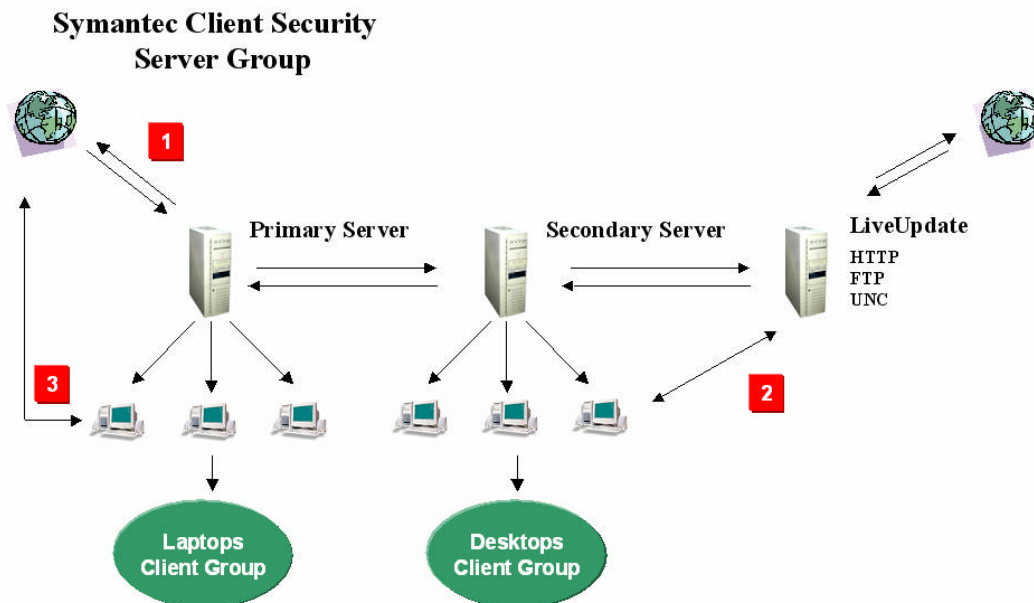 Symantec Client Security
Server Group
1
Primary Server
Secondary Server
LiveUpdate
HTTP
FTP
UNC
3
2
Laptops
Client Group
Desktops
Client Group